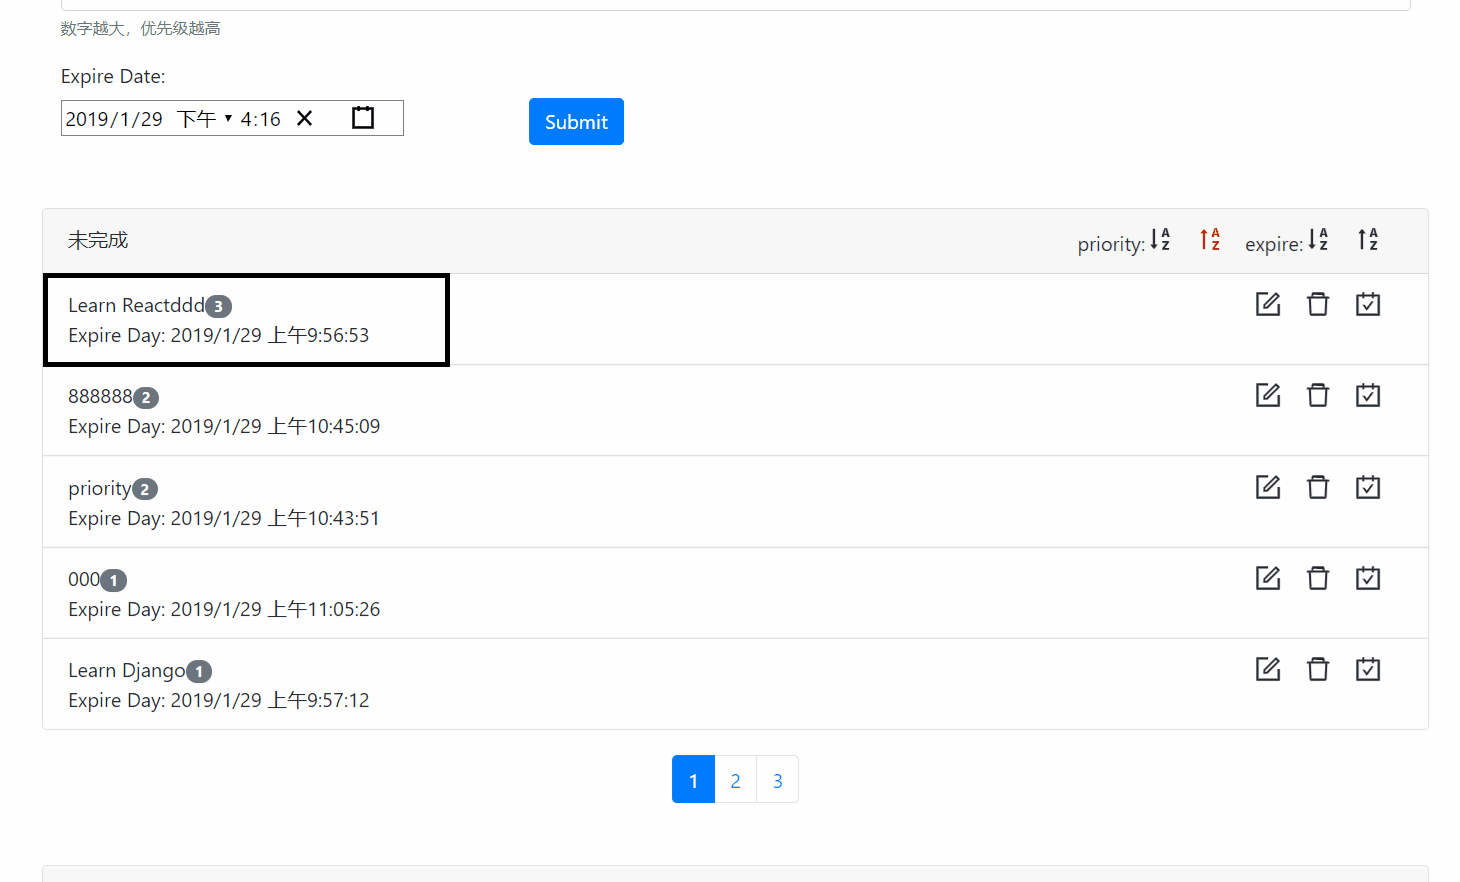 数字越大，优先级越高
Expire Date:
2019/1/29 下午 4:16
Submit
未完成
priority: A Z A Z expire: A Z A Z
Learn Reactddd 3
Expire Day: 2019/1/29 上午9:56:53
888888 2
Expire Day: 2019/1/29 上午10:45:09
priority 2
Expire Day: 2019/1/29 上午10:43:51
000 1
Expire Day: 2019/1/29 上午11:05:26
Learn Django 1
Expire Day: 2019/1/29 上午9:57:12
1 2 3